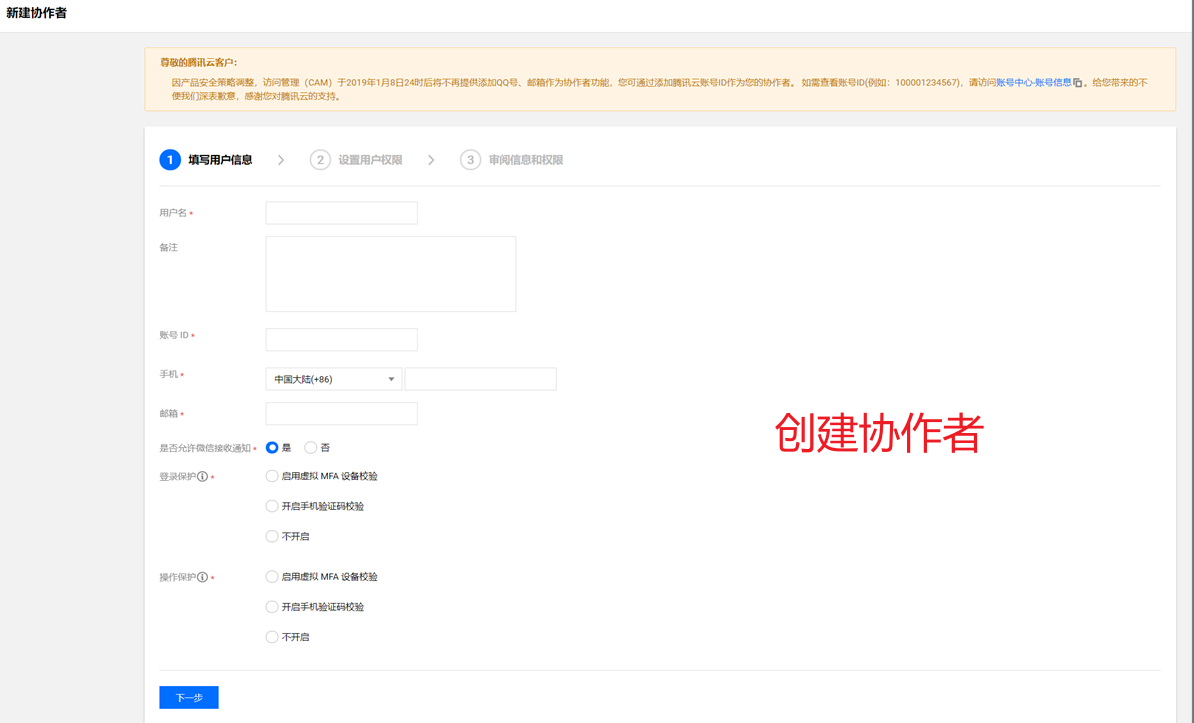 新建协作者
尊敬的腾讯云客户：
因产品安全策略调整，访问管理（CAM）于2019年1月8日24时后将不再提供添加QQ号、邮箱作为协作者功能，您可通过添加腾讯云账号ID作为您的协作者。 如需查看账号ID(例如：100001234567)，请访问账号中心-账号信息。给您带来的不
便我们深表歉意，感谢您对腾讯云的支持。
1 填写用户信息 2 设置用户权限 3 审阅信息和权限
用户名 *
备注
账号 ID *
手机 * 中国大陆(+86)
邮箱 *
创建协作者
是否允许微信接收通知 * 是 否
登录保护 * 启用虚拟 MFA 设备校验
开启手机验证码校验
不开启
操作保护 * 启用虚拟 MFA 设备校验
开启手机验证码校验
不开启
下一步